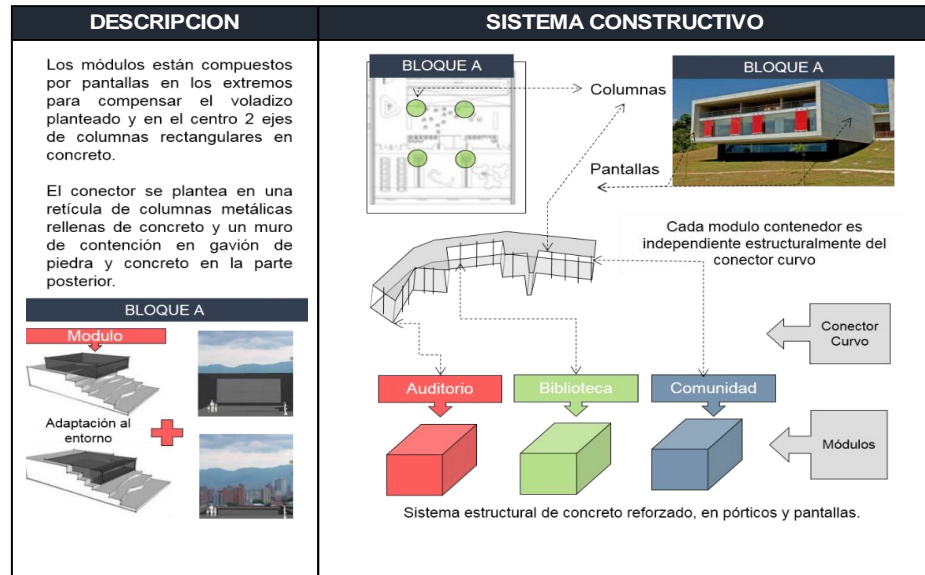 DESCRIPCION
SISTEMA CONSTRUCTIVO
Los módulos están compuestos
por pantallas en los extremos
para compensar el voladizo
planteado y en el centro 2 ejes
de columnas rectangulares en
concreto.
El conector se plantea en una
retícula de columnas metálicas
rellenas de concreto y un muro
de contención en gavión de
piedra y concreto en la parte
posterior.
BLOQUE A
Modulo
Adaptación al
entorno
BLOQUE A
BLOQUE A
Columnas
Pantallas
Cada modulo contenedor es
independiente estructuralmente del
conector curvo
Conector
Curvo
Auditorio
Biblioteca
Comunidad
Módulos
Sistema estructural de concreto reforzado, en pórticos y pantallas.